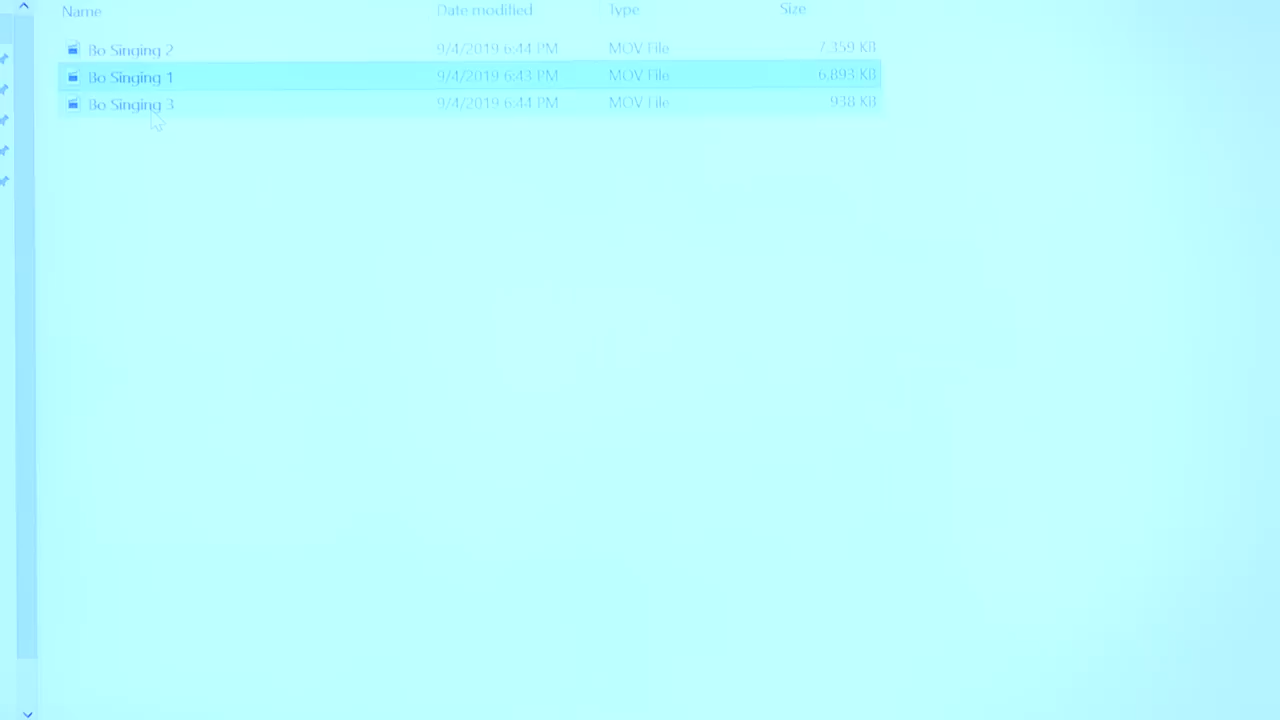 Name Date modified Type Size
Bo Singing 2 9/4/2019 6:44 PM MOV File 7,359 KB
Bo Singing 1 9/4/2019 6:43 PM MOV File 6,893 KB
Bo Singing 3 9/4/2019 6:44 PM MOV File 938 KB